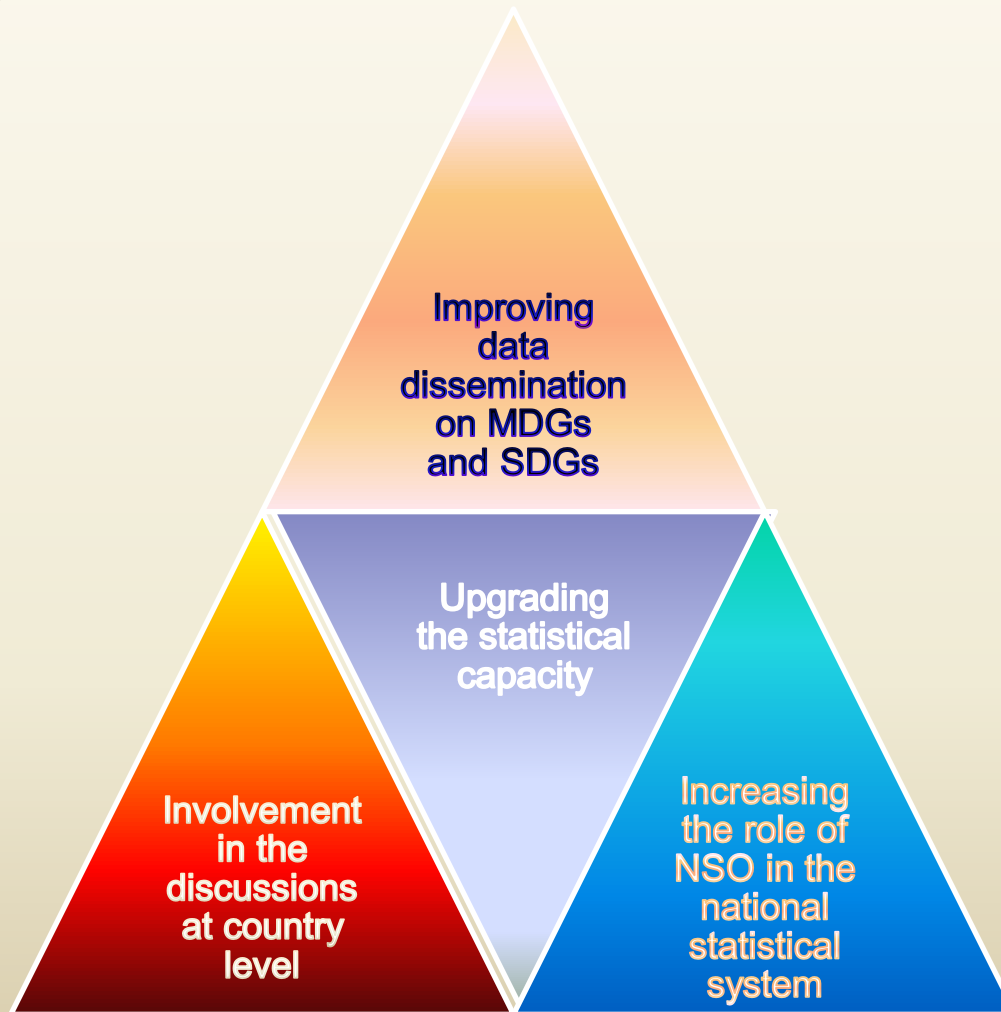 Improving
data
dissemination
on MDGs
and SDGs
Upgrading
the statistical
capacity
Involvement
in the
discussions
at country
level
Increasing
the role of
NSO in the
national
statistical
system